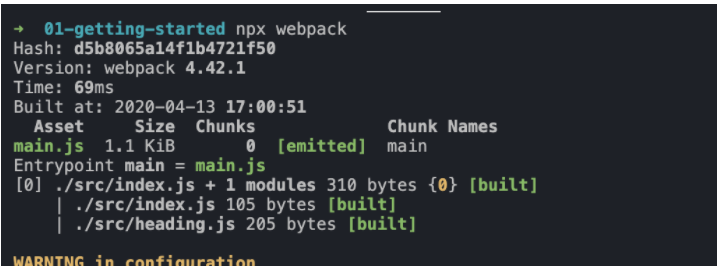 → 01-getting-started npx webpack
Hash: d5b8065a14f1b4721f50
Version: webpack 4.42.1
Time: 69ms
Built at: 2020-04-13 17:00:51
Asset Size Chunks Chunk Names
main.js 1.1 KiB 0 [emitted] main
Entrypoint main = main.js
[0] ./src/index.js + 1 modules 310 bytes {0} [built]
| ./src/index.js 105 bytes [built]
| ./src/heading.js 205 bytes [built]
WARNING in configuration